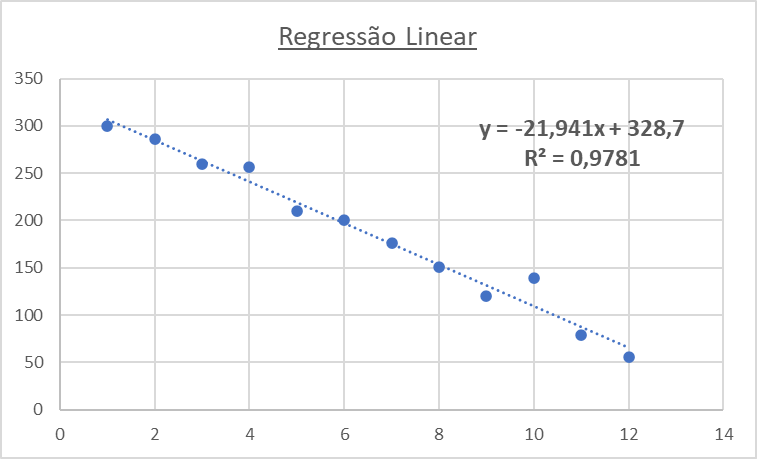 Regressão Linear
350
300
250
200
150
100
50
0
y = -21,941x + 328,7
R² = 0,9781
0 2 4 6 8 10 12 14